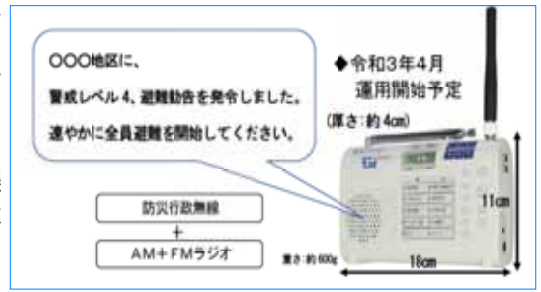 〇〇〇地区に、
警戒レベル4、避難勧告を発令しました。
速やかに全員避難を開始してください。
◆令和3年4月
運用開始予定
(厚さ:約4cm)
防災行政無線
+
AM+FMラジオ
重さ:約600g
18cm
11cm